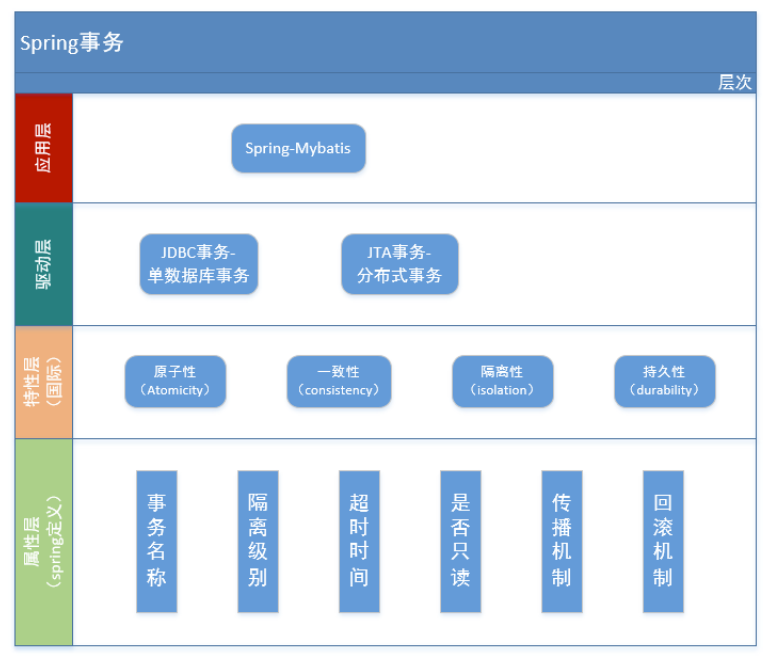 Spring事务
层次
应用层
Spring-Mybatis
驱动层
JDBC事务-
单数据库事务
JTA事务-
分布式事务
特性层
（国际）
原子性
（Atomicity）
一致性
（consistency）
隔离性
（isolation）
持久性
（durability）
属性层
（spring定义）
事务名称
隔离级别
超时时间
是否只读
传播机制
回滚机制